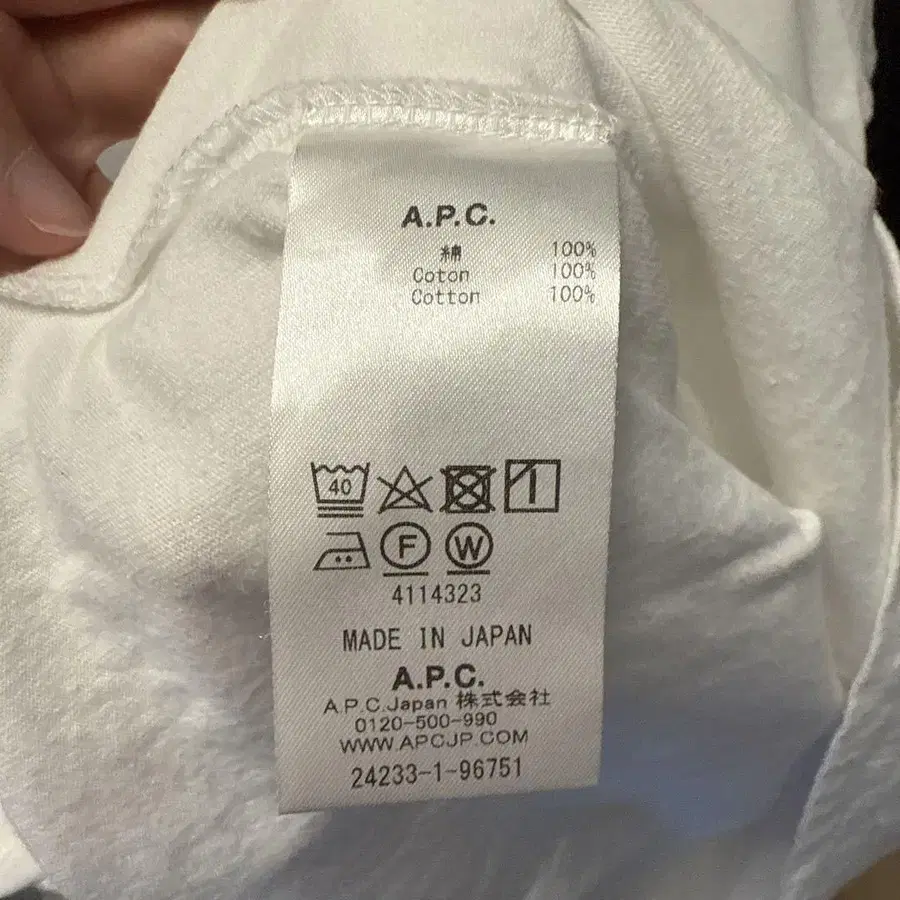 A.P.C.
綿 100%
Coton 100%
Cotton 100%
40
F W
4114323
MADE IN JAPAN
A.P.C.
A.P.C.Japan 株式会社
0120-500-990
WWW.APCJP.COM
24233-1-96751